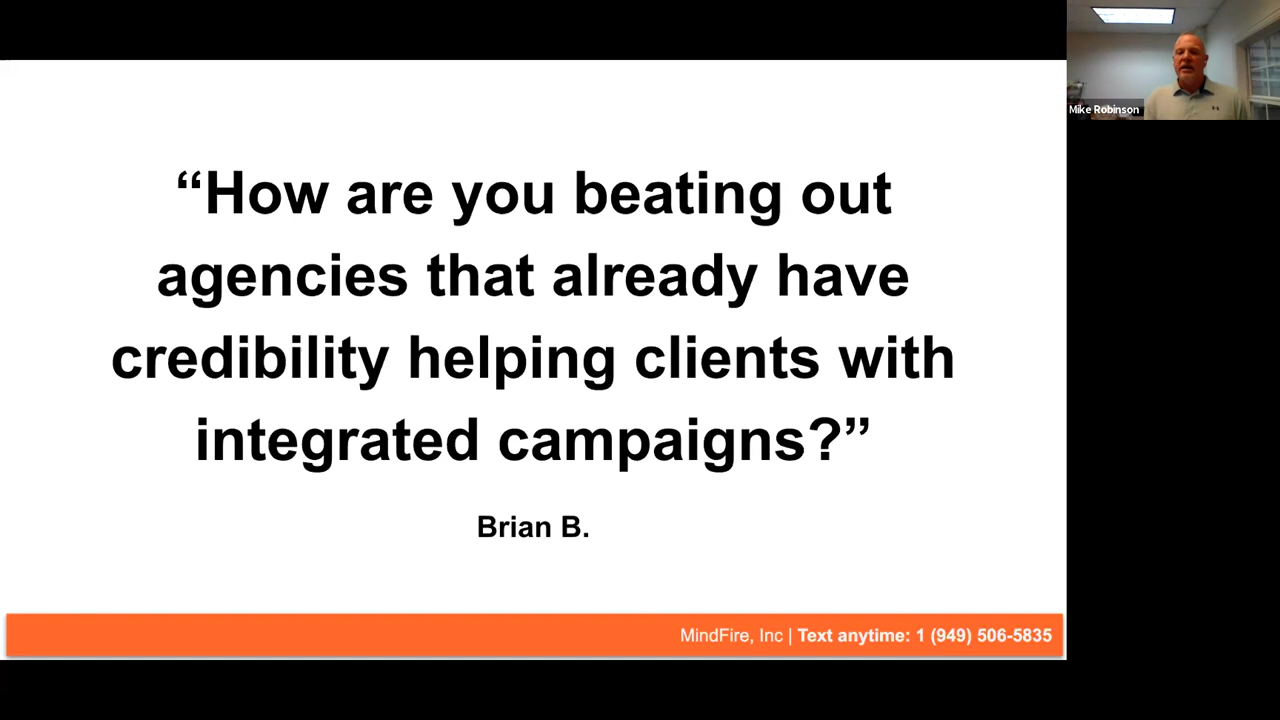 “How are you beating out
agencies that already have
credibility helping clients with
integrated campaigns?”
Brian B.
MindFire, Inc | Text anytime: 1 (949) 506-5835
Mike Robinson